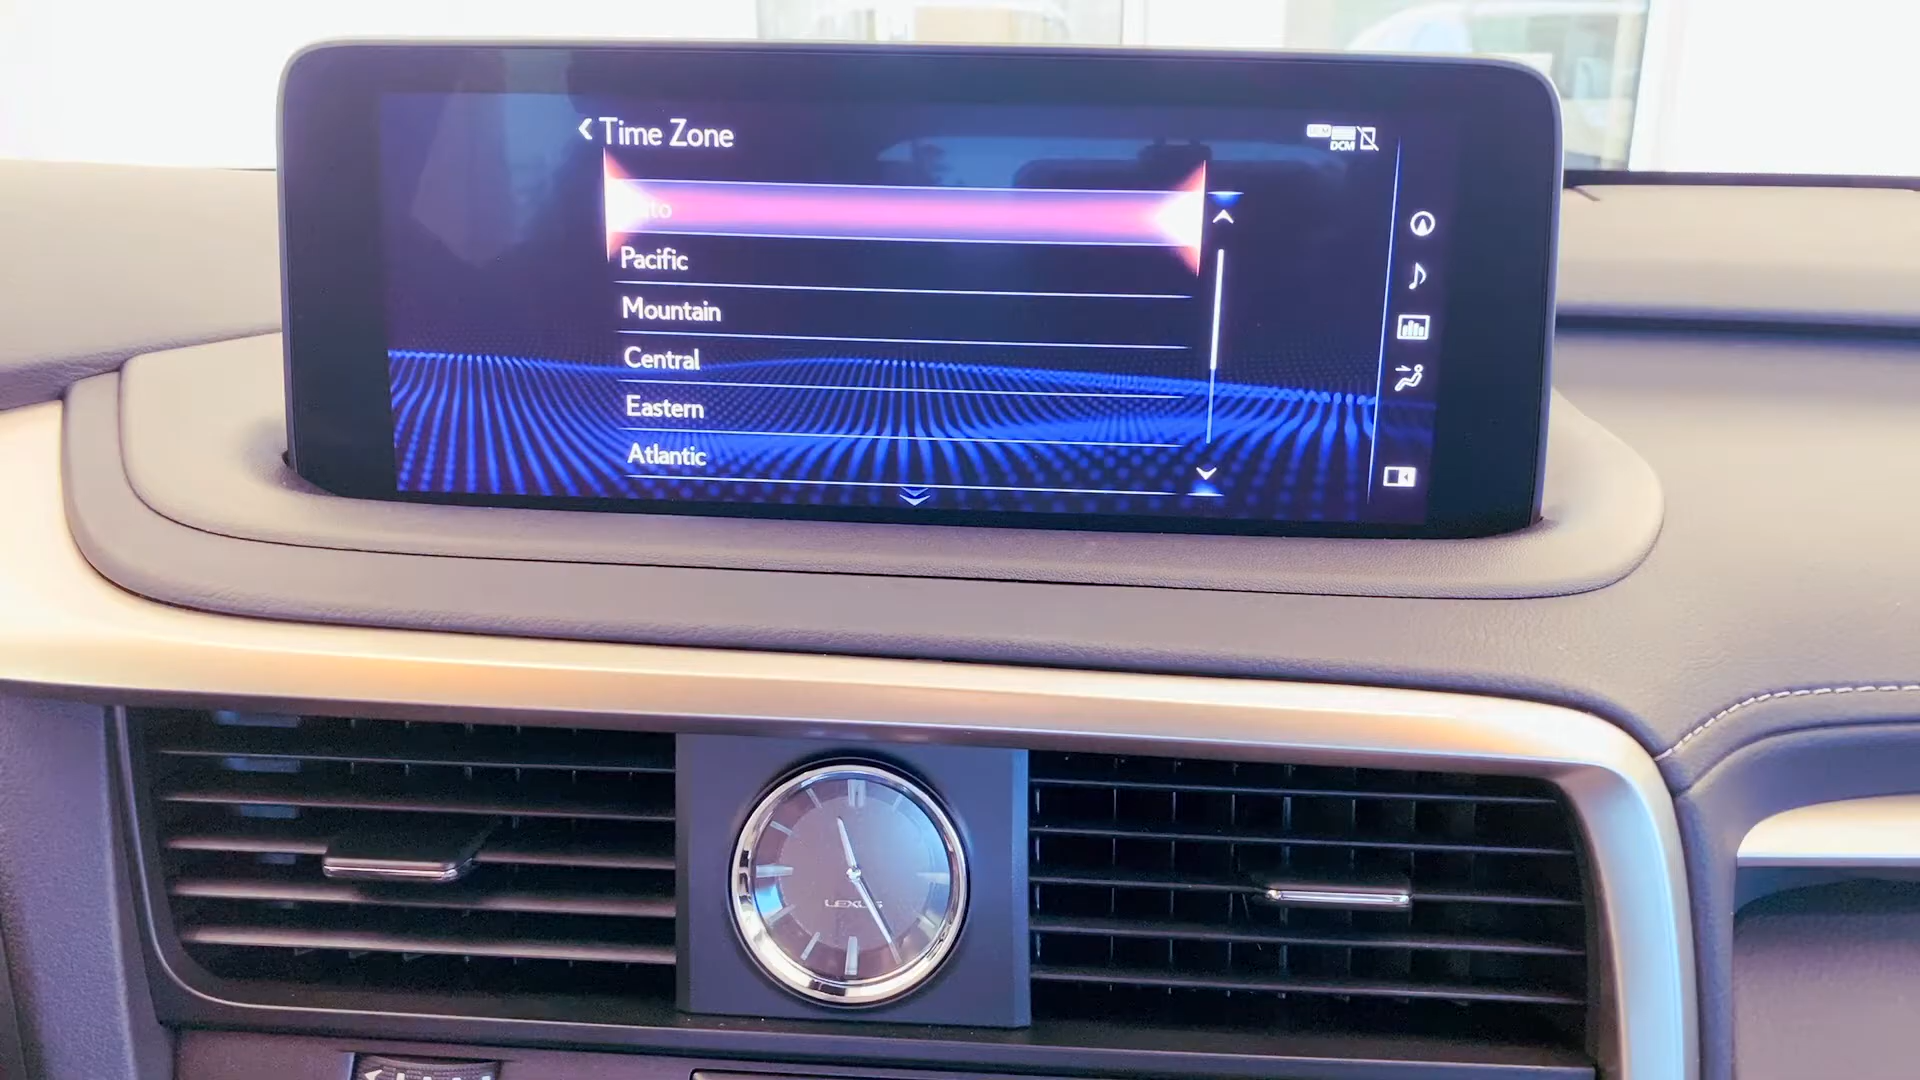 Time Zone
DCM
Pacific
Mountain
Central
Eastern
Atlantic
LEXUS